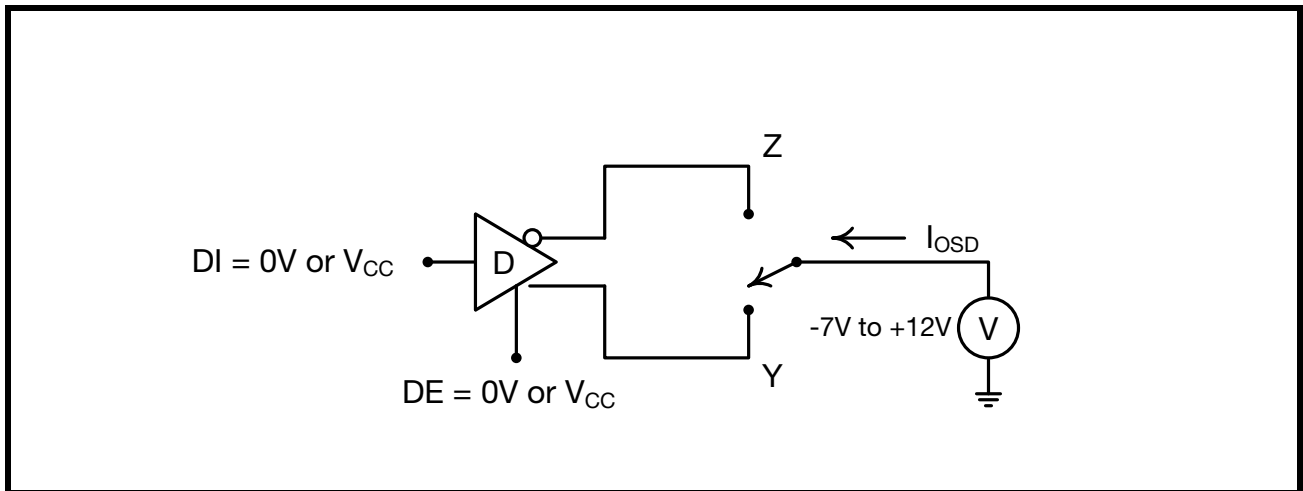 Z
I_OSD
DI = 0V or V_CC
D
-7V to +12V
V
Y
DE = 0V or V_CC